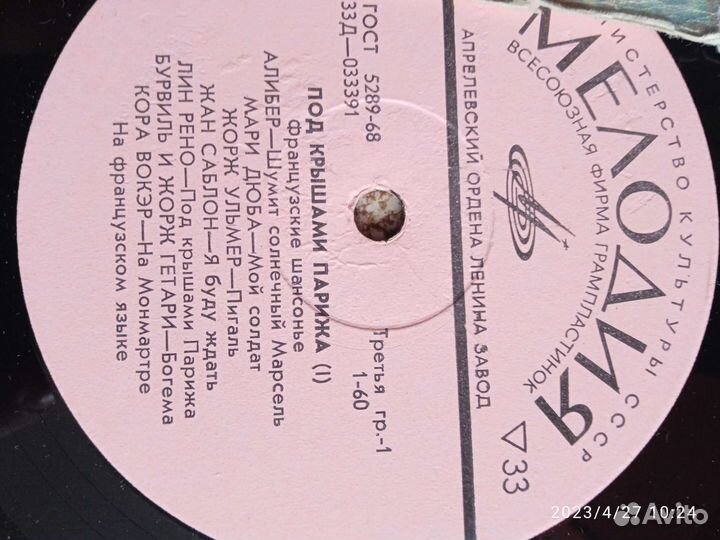 МИНИСТЕРСТВО КУЛЬТУРЫ СССР
МЕЛОДИЯ
ВСЕСОЮЗНАЯ ФИРМА ГРАМПЛАСТИНОК
▽33
АПРЕЛЕВСКИЙ ОРДЕНА ЛЕНИНА ЗАВОД
ГОСТ 5289-68
33Д—033391
Третья гр.-1
1-60
ПОД КРЫШАМИ ПАРИЖА (I)
Французские шансонье
АЛИБЕР—Шумит солнечный Марсель
МАРИ ДЮБА—Мой солдат
ЖОРЖ УЛЬМЕР—Пигаль
ЖАН САБЛОН—Я буду ждать
ЛИН РЕНО—Под крышами Парижа
БУРВИЛЬ И ЖОРЖ ГЕТАРИ—Богема
КОРА ВОКЭР—На Монмартре
На французском языке
2023/4/27 10:24
Avito